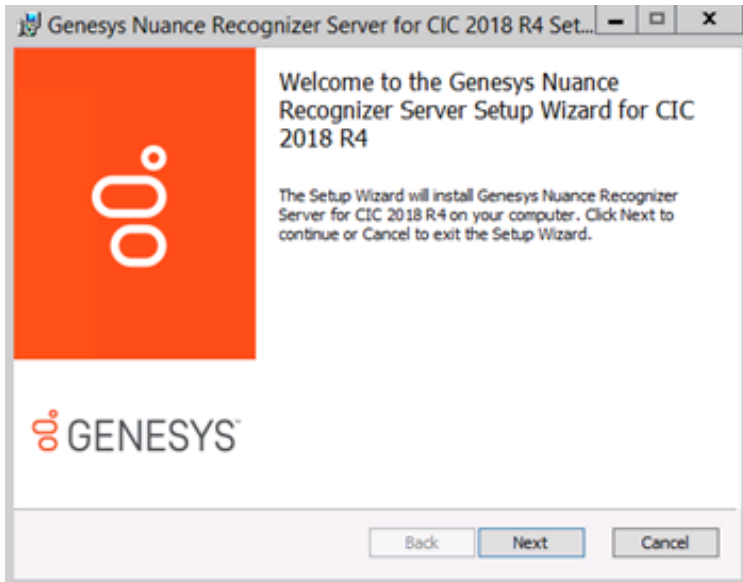 Genesys Nuance Recognizer Server for CIC 2018 R4 Set...
Welcome to the Genesys Nuance
Recognizer Server Setup Wizard for CIC
2018 R4
The Setup Wizard will install Genesys Nuance Recognizer
Server for CIC 2018 R4 on your computer. Click Next to
continue or Cancel to exit the Setup Wizard.
GENESYS™
Back Next Cancel